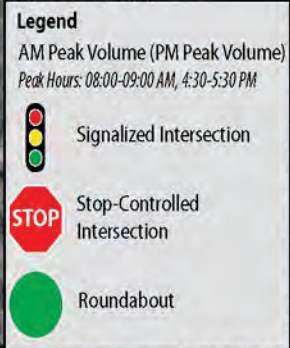 Legend
AM Peak Volume (PM Peak Volume)
Peak Hours: 08:00-09:00 AM, 4:30-5:30 PM
Signalized Intersection
STOP
Stop-Controlled
Intersection
Roundabout